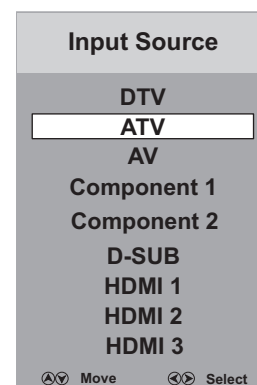 Input Source
DTV
ATV
AV
Component 1
Component 2
D-SUB
HDMI 1
HDMI 2
HDMI 3
Move Select